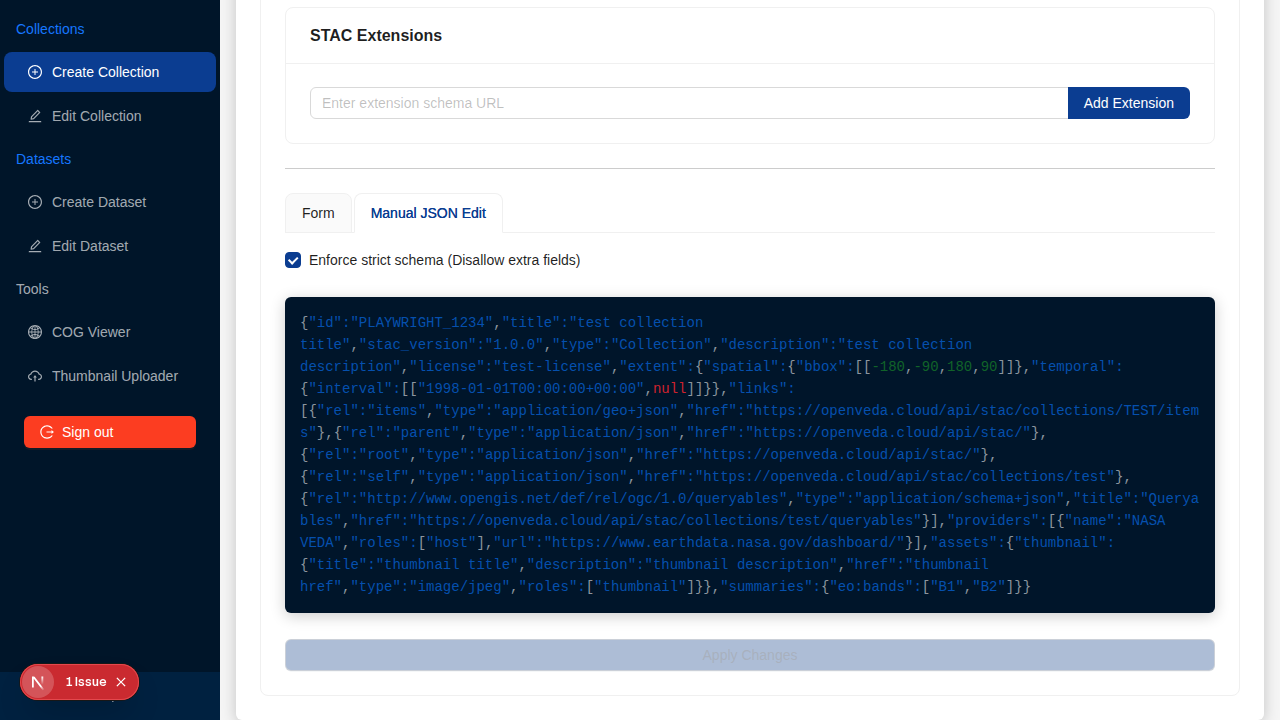 Collections
Create Collection
Edit Collection
Datasets
Create Dataset
Edit Dataset
Tools
COG Viewer
Thumbnail Uploader
Sign out
1 Issue
STAC Extensions
Enter extension schema URL
Add Extension
Form
Manual JSON Edit
Enforce strict schema (Disallow extra fields)
{"id":"PLAYWRIGHT_1234","title":"test collection
title","stac_version":"1.0.0","type":"Collection","description":"test collection
description","license":"test-license","extent":{"spatial":{"bbox":[[-180,-90,180,90]]},"temporal":
{"interval":[["1998-01-01T00:00:00+00:00",null]]}},"links":
[{"rel":"items","type":"application/geo+json","href":"https://openveda.cloud/api/stac/collections/TEST/item
s"},{"rel":"parent","type":"application/json","href":"https://openveda.cloud/api/stac/"},
{"rel":"root","type":"application/json","href":"https://openveda.cloud/api/stac/"},
{"rel":"self","type":"application/json","href":"https://openveda.cloud/api/stac/collections/test"},
{"rel":"http://www.opengis.net/def/rel/ogc/1.0/queryables","type":"application/schema+json","title":"Querya
bles","href":"https://openveda.cloud/api/stac/collections/test/queryables"}],"providers":[{"name":"NASA
VEDA","roles":["host"],"url":"https://www.earthdata.nasa.gov/dashboard/"}],"assets":{"thumbnail":
{"title":"thumbnail title","description":"thumbnail description","href":"thumbnail
href","type":"image/jpeg","roles":["thumbnail"]}},"summaries":{"eo:bands":["B1","B2"]}}
Apply Changes